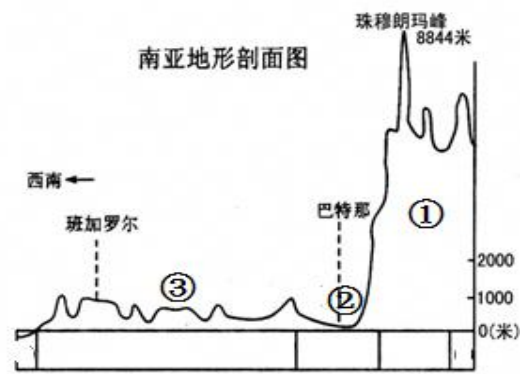 珠穆朗玛峰
8844米
南亚地形剖面图
西南←
班加罗尔
巴特那
①
②
③
2000
1000
0(米)